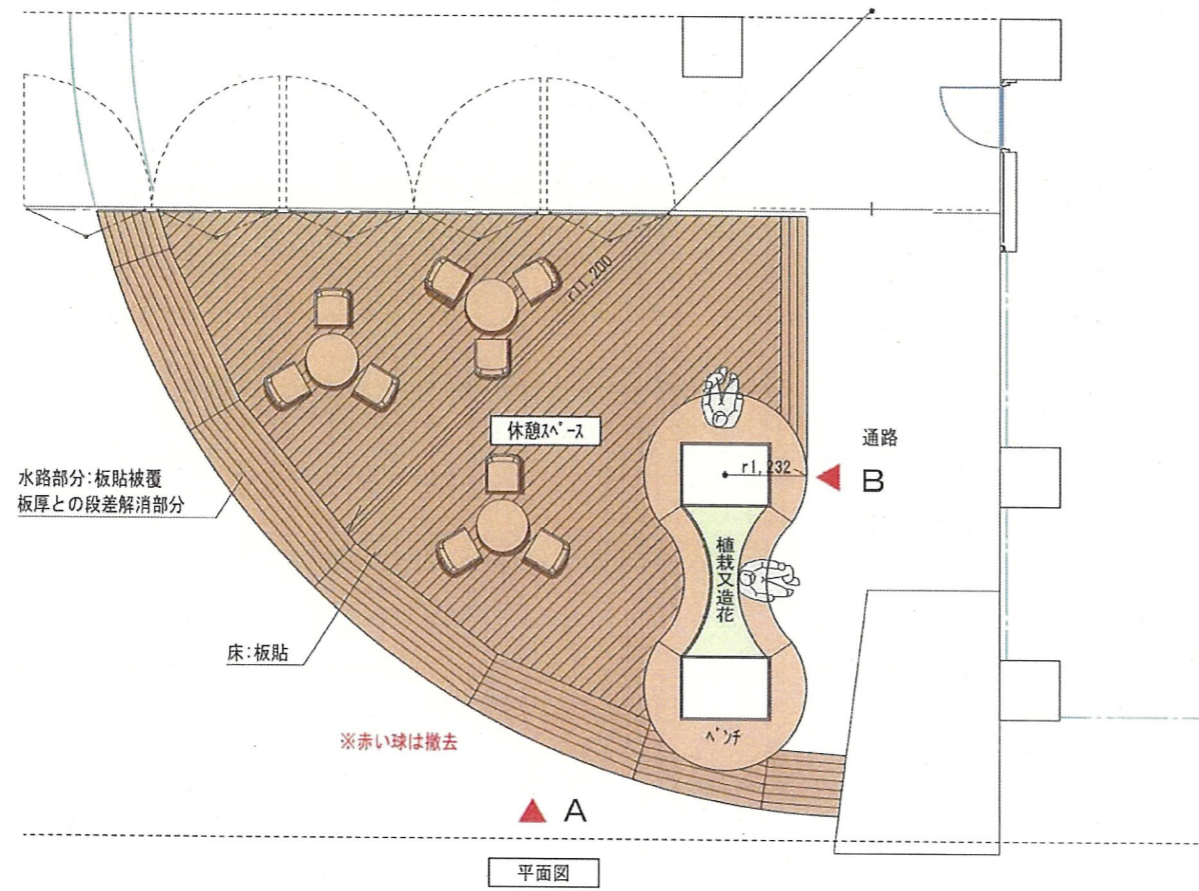 r11,200
休憩ｽﾍﾟｰｽ
通路
r1,232
B
水路部分:板貼被覆
板厚との段差解消部分
植栽又造花
床:板貼
ﾍﾞﾝﾁ
※赤い球は撤去
A
平面図